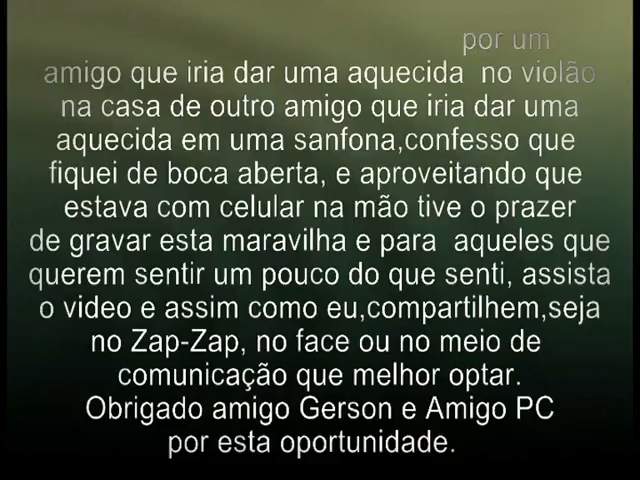 por um
amigo que iria dar uma aquecida  no violão
na casa de outro amigo que iria dar uma
aquecida em uma sanfona,confesso que
fiquei de boca aberta, e aproveitando que
estava com celular na mão tive o prazer
de gravar esta maravilha e para  aqueles que
querem sentir um pouco do que senti, assista
o video e assim como eu,compartilhem,seja
no Zap-Zap, no face ou no meio de
comunicação que melhor optar.
Obrigado amigo Gerson e Amigo PC
por esta oportunidade.